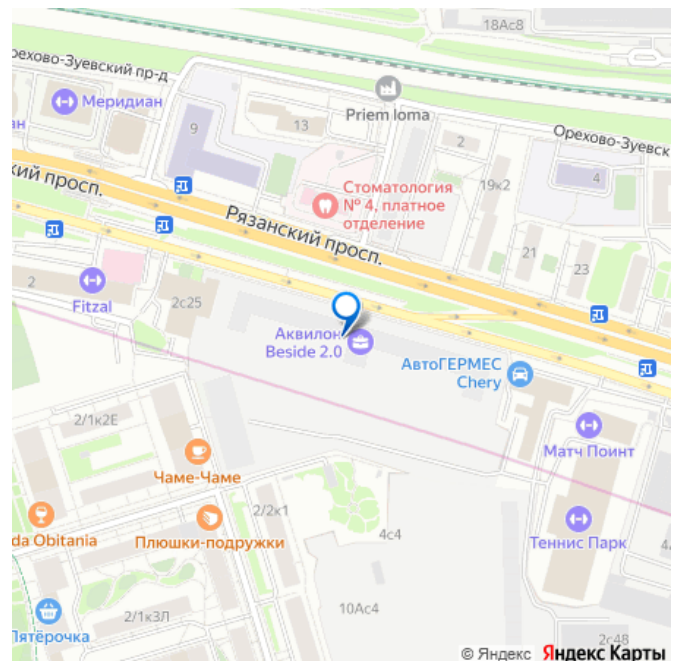 18Ас8
рехово-Зуевский пр-д
Меридиан
ан
9
13
Priem loma
2
Орехово-Зуевск
4
19к2
кий просп.
Стоматология
№ 4, платное
отделение
Рязанский просп.
21
23
2
Fitzal
2с25
Аквилон
Beside 2.0
АвтоГЕРМЕС
Chery
2/1к2Е
Матч Поинт
Чаме-Чаме
2/2к1
da Obitania
Плюшки-подружки
4с4
Теннис Парк
10Ас4
2/1к3Л
Пятёрочка
2с48
© Яндекс Яндекс Карты